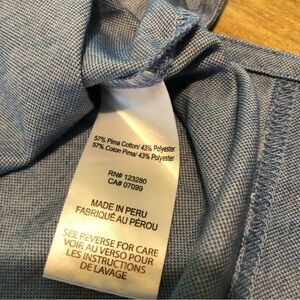 57% Pima Cotton/ 43% Polyester
57% Coton Pima/ 43% Polyester
RN# 123280
CA# 07099
MADE IN PERU
FABRIQUÉ AU PÉROU
SEE REVERSE FOR CARE
VOIR AU VERSO POUR
LES INSTRUCTIONS
DE LAVAGE